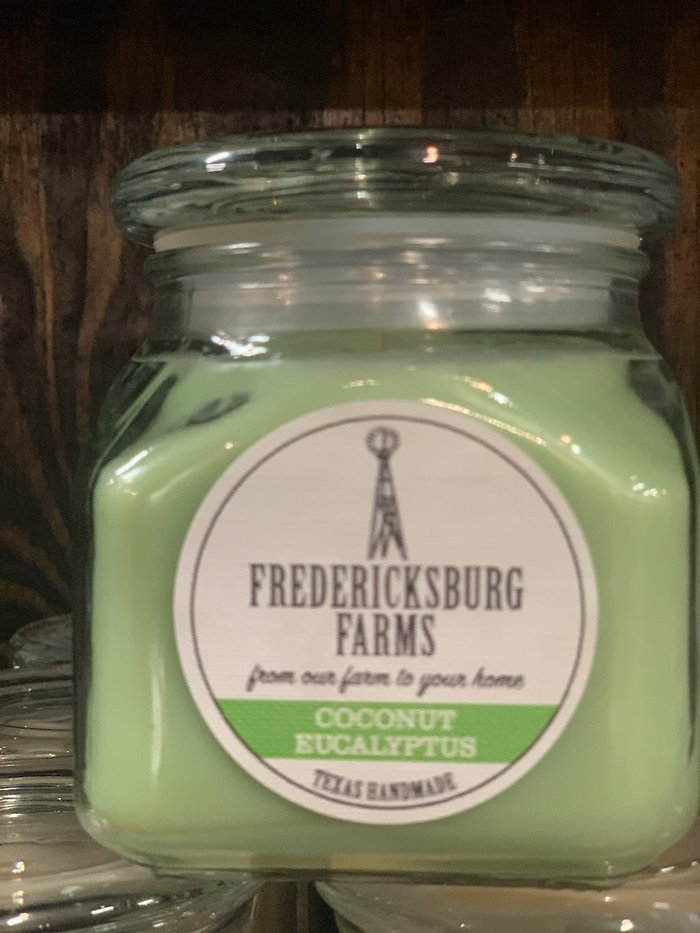 FREDERICKSBURG
FARMS
from our farm to your home
COCONUT
EUCALYPTUS
TEXAS HANDMADE